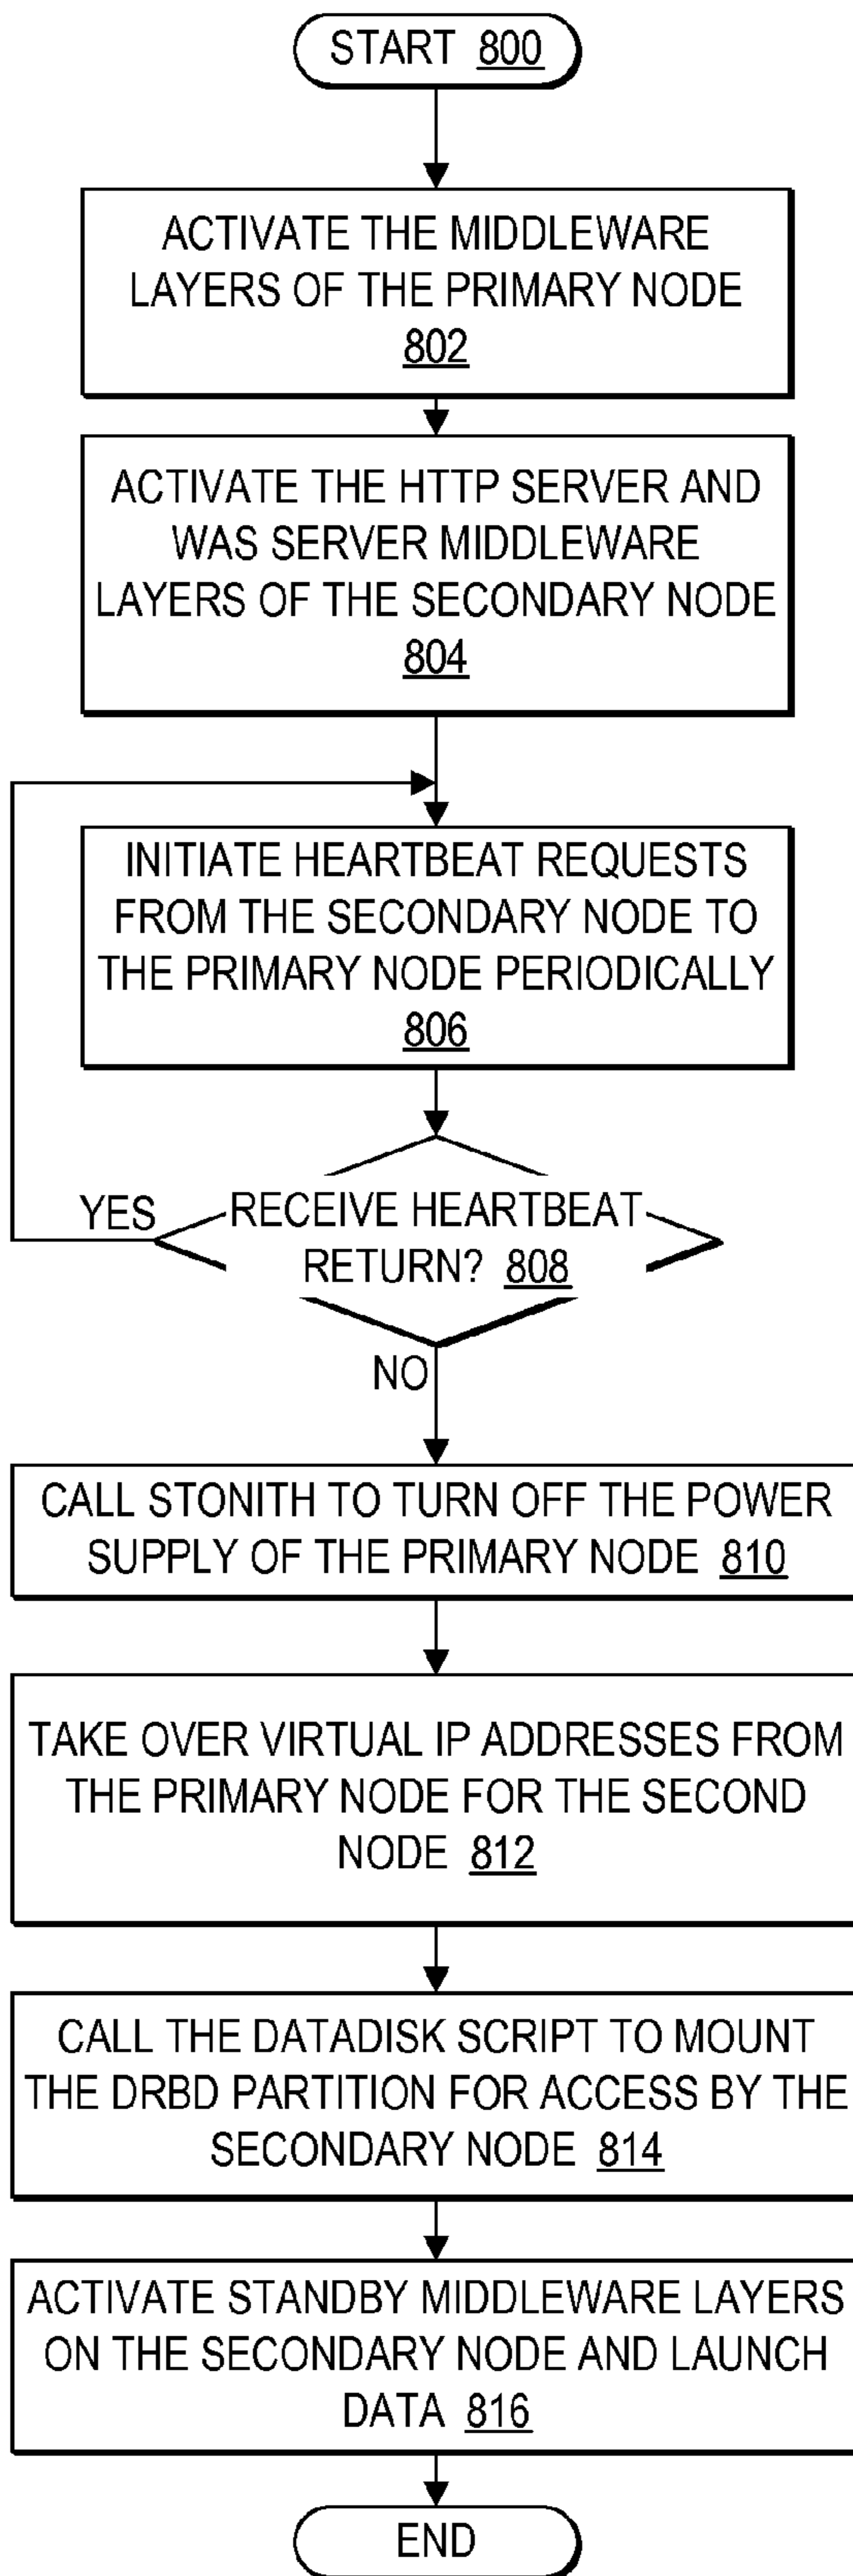 START 800
ACTIVATE THE MIDDLEWARE
LAYERS OF THE PRIMARY NODE
802
ACTIVATE THE HTTP SERVER AND
WAS SERVER MIDDLEWARE
LAYERS OF THE SECONDARY NODE
804
INITIATE HEARTBEAT REQUESTS
FROM THE SECONDARY NODE TO
THE PRIMARY NODE PERIODICALLY
806
YES
RECEIVE HEARTBEAT
RETURN? 808
NO
CALL STONITH TO TURN OFF THE POWER
SUPPLY OF THE PRIMARY NODE 810
TAKE OVER VIRTUAL IP ADDRESSES FROM
THE PRIMARY NODE FOR THE SECOND
NODE 812
CALL THE DATADISK SCRIPT TO MOUNT
THE DRBD PARTITION FOR ACCESS BY THE
SECONDARY NODE 814
ACTIVATE STANDBY MIDDLEWARE LAYERS
ON THE SECONDARY NODE AND LAUNCH
DATA 816
END